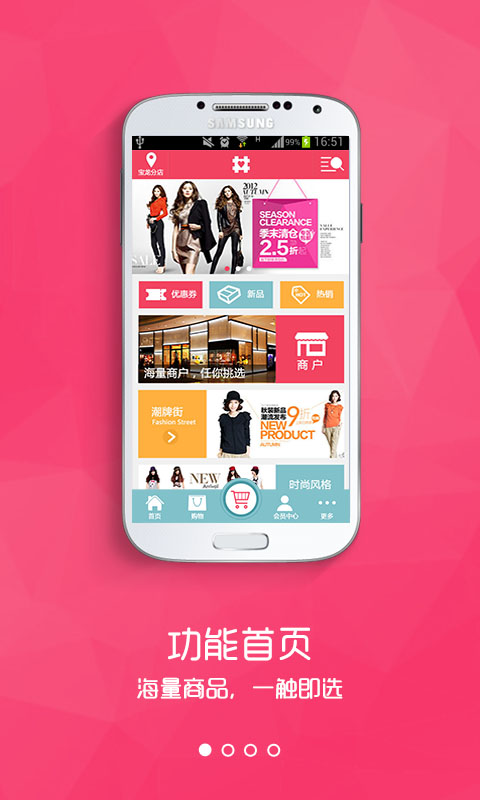 SAMSUNG
H 99% 16:51
宝龙分店
2012
AUTUMN
SALE
SEASON
CLEARANCE
季末清仓
2.5折起
优惠券
新品
HOT
热销
海量商户，任你挑选
商户
潮牌街
Fashion Street
秋装新品
潮流发布
9折
NEW
PRODUCT
AUTUMN
NEW
Arrival
时尚风格
首页
购物
会员中心
更多
功能首页
海量商品，一触即选